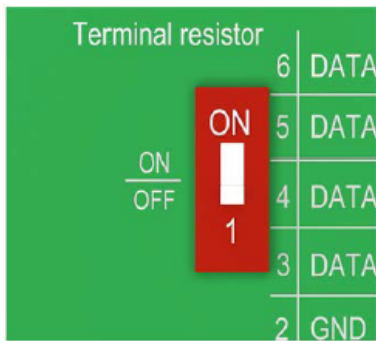 Terminal resistor
6 DATA
ON
5 DATA
ON
OFF
4 DATA
1
3 DATA
2 GND